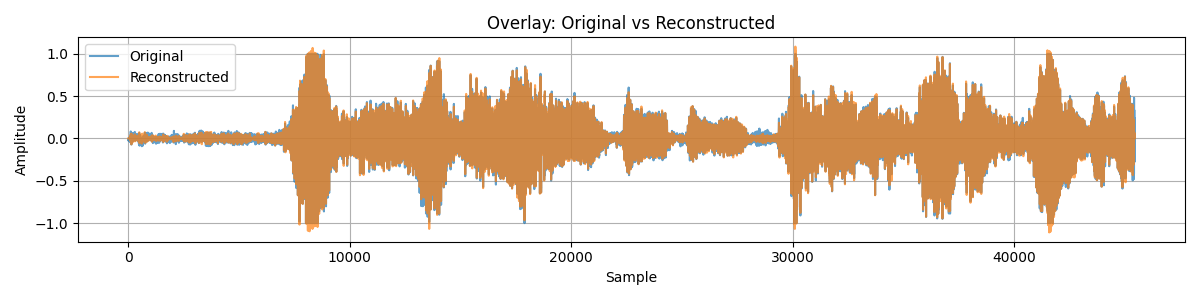 Overlay: Original vs Reconstructed
Original
Reconstructed
Amplitude
1.0
0.5
0.0
−0.5
−1.0
0 10000 20000 30000 40000
Sample